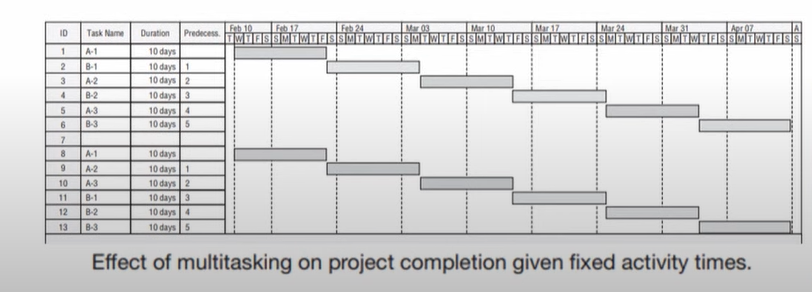 ID Task Name Duration Predecess. Feb 10 Feb 17 Feb 24 Mar 03 Mar 10 Mar 17 Mar 24 Mar 31 Apr 07 A
T W T F S S M T W T F S S M T W T F S S M T W T F S S M T W T F S S M T W T F S S M T W T F S S M T W T F S S M T W T F S S
1 A-1 10 days
2 B-1 10 days 1
3 A-2 10 days 2
4 B-2 10 days 3
5 A-3 10 days 4
6 B-3 10 days 5
7
8 A-1 10 days
9 A-2 10 days 1
10 A-3 10 days 2
11 B-1 10 days 3
12 B-2 10 days 4
13 B-3 10 days 5
Effect of multitasking on project completion given fixed activity times.